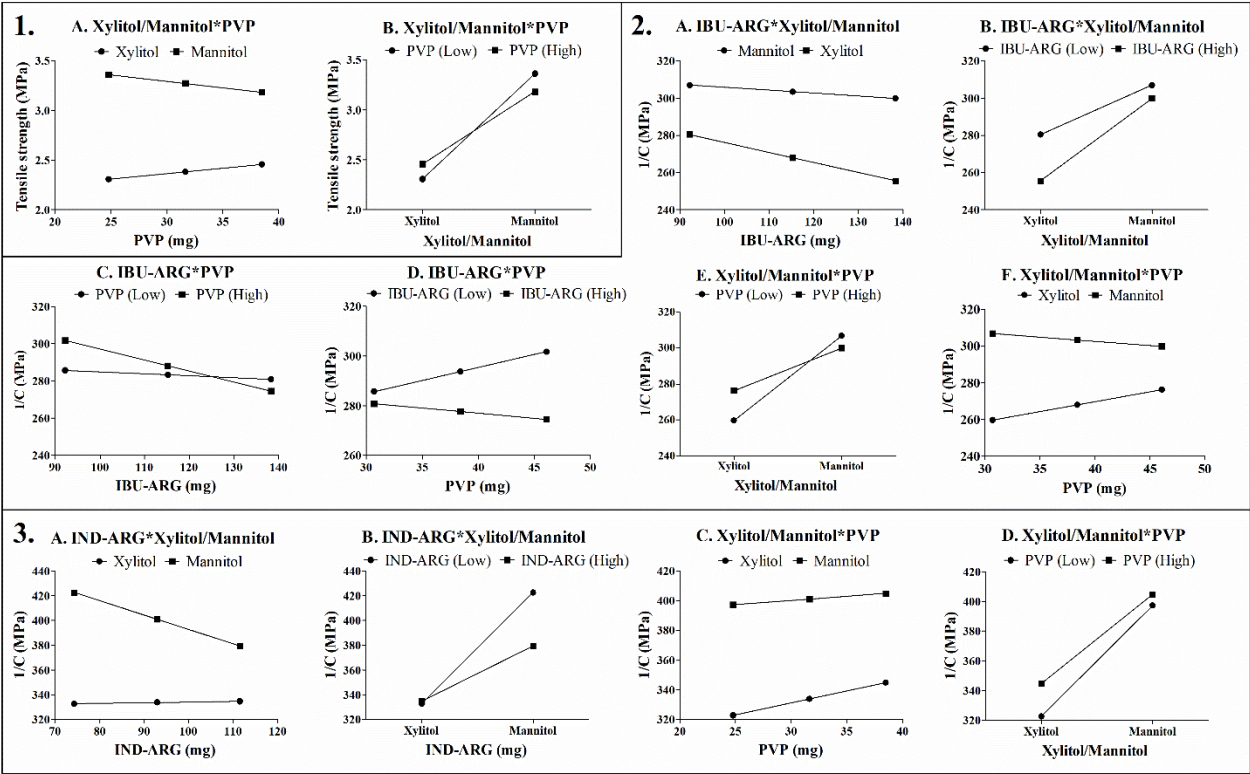 1.
A. Xylitol/Mannitol*PVP
Xylitol Mannitol
Tensile strength (MPa)
3.5
3.0
2.5
2.0
20 25 30 35 40
PVP (mg)
B. Xylitol/Mannitol*PVP
PVP (Low) PVP (High)
Tensile strength (MPa)
3.5
3.0
2.5
2.0
Xylitol Mannitol
Xylitol/Mannitol
2.
A. IBU-ARG*Xylitol/Mannitol
Mannitol Xylitol
1/C (MPa)
320
300
280
260
240
90 100 110 120 130 140
IBU-ARG (mg)
B. IBU-ARG*Xylitol/Mannitol
IBU-ARG (Low) IBU-ARG (High)
1/C (MPa)
320
300
280
260
240
Xylitol Mannitol
Xylitol/Mannitol
C. IBU-ARG*PVP
PVP (Low) PVP (High)
1/C (MPa)
320
300
280
260
240
90 100 110 120 130 140
IBU-ARG (mg)
D. IBU-ARG*PVP
IBU-ARG (Low) IBU-ARG (High)
1/C (MPa)
320
300
280
260
30 35 40 45 50
PVP (mg)
E. Xylitol/Mannitol*PVP
PVP (Low) PVP (High)
1/C (MPa)
320
300
280
260
240
Xylitol Mannitol
Xylitol/Mannitol
F. Xylitol/Mannitol*PVP
Xylitol Mannitol
1/C (MPa)
320
300
280
260
240
30 35 40 45 50
PVP (mg)
3.
A. IND-ARG*Xylitol/Mannitol
Xylitol Mannitol
1/C (MPa)
440
420
400
380
360
340
320
70 80 90 100 110 120
IND-ARG (mg)
B. IND-ARG*Xylitol/Mannitol
IND-ARG (Low) IND-ARG (High)
1/C (MPa)
440
420
400
380
360
340
320
Xylitol Mannitol
IND-ARG (mg)
C. Xylitol/Mannitol*PVP
Xylitol Mannitol
1/C (MPa)
420
400
380
360
340
320
20 25 30 35 40
PVP (mg)
D. Xylitol/Mannitol*PVP
PVP (Low) PVP (High)
1/C (MPa)
420
400
380
360
340
320
Xylitol Mannitol
Xylitol/Mannitol